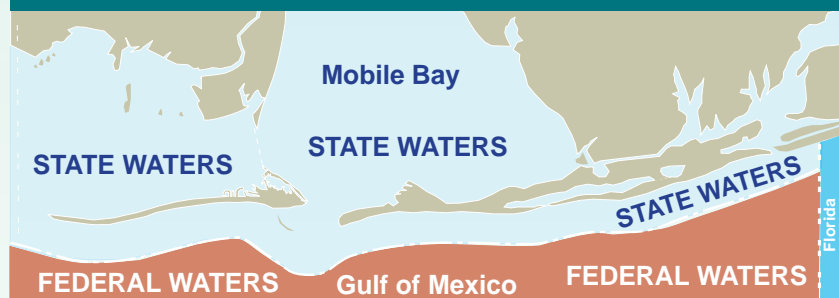 Mobile Bay
STATE WATERS
STATE WATERS
STATE WATERS
Florida
FEDERAL WATERS
Gulf of Mexico
FEDERAL WATERS